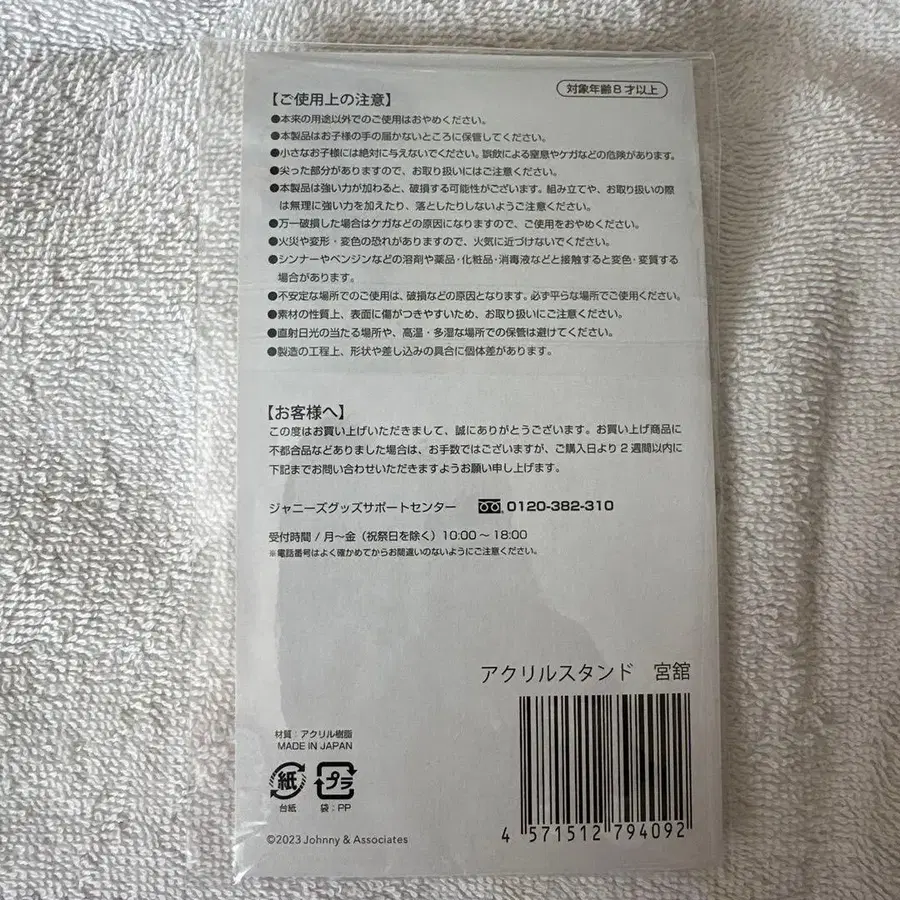 対象年齢8才以上
【ご使用上の注意】
●本来の用途以外でのご使用はおやめください。
●本製品はお子様の手の届かないところに保管してください。
●小さなお子様には絶対に与えないでください。誤飲による窒息やケガなどの危険があります。
●尖った部分がありますので、お取り扱いにはご注意ください。
●本製品は強い力が加わると、破損する可能性がございます。組み立てや、お取り扱いの際
は無理に強い力を加えたり、落としたりしないようご注意ください。
●万一破損した場合はケガなどの原因になりますので、ご使用をおやめください。
●火災や変形・変色の恐れがありますので、火気に近づけないでください。
●シンナーやベンジンなどの溶剤や薬品・化粧品・消毒液などと接触すると変色・変質する
場合があります。
●不安定な場所でのご使用は、破損などの原因となります。必ず平らな場所でご使用ください。
●素材の性質上、表面に傷がつきやすいため、お取り扱いにご注意ください。
●直射日光の当たる場所や、高温・多湿な場所での保管は避けてください。
●製造の工程上、形状や差し込みの具合に個体差があります。
【お客様へ】
この度はお買い上げいただきまして、誠にありがとうございます。お買い上げ商品に
不都合品などありました場合は、お手数ではございますが、ご購入日より2週間以内に
下記までお問い合わせいただきますようお願い申し上げます。
ジャニーズグッズサポートセンター 0120-382-310
受付時間/月〜金(祝祭日を除く)10:00〜18:00
※電話番号はよく確かめてからお間違いのないようにご注意ください。
アクリルスタンド 宮舘
材質:アクリル樹脂
MADE IN JAPAN
紙 プラ
台紙 袋:PP
©2023 Johnny & Associates
4 571512 794092